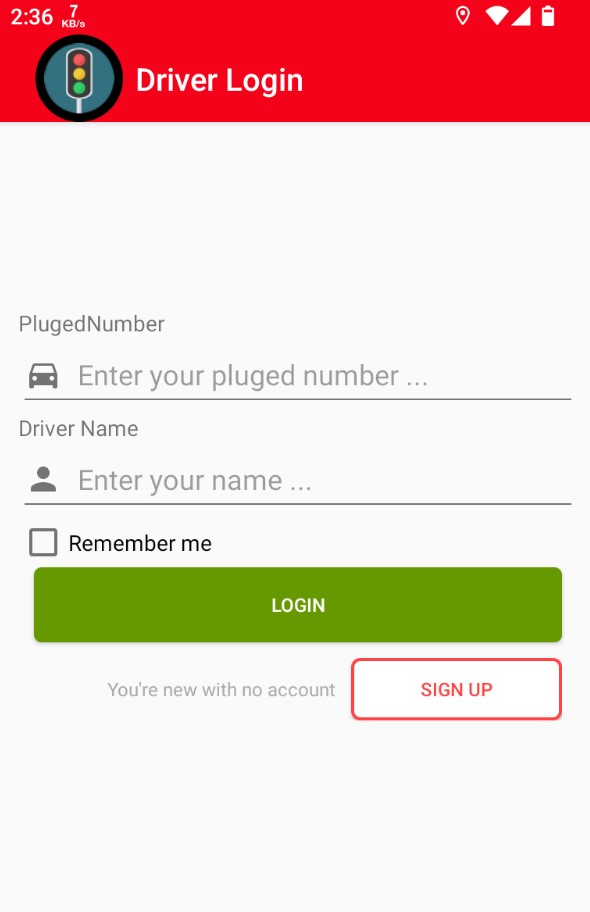 2:36 7 KB/s
Driver Login
PlugedNumber
Enter your pluged number ...
Driver Name
Enter your name ...
Remember me
LOGIN
You're new with no account SIGN UP